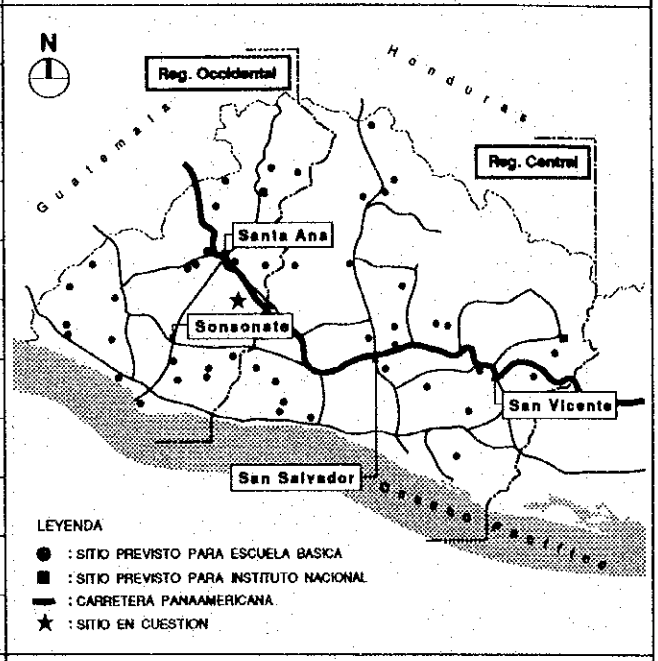 N
Honduras
Reg. Occidental
Guatemala
Reg. Central
Santa Ana
Sonsonate
San Vicente
San Salvador
Oceano Pacifico
LEYENDA
● : SITIO PREVISTO PARA ESCUELA BASICA
■ : SITIO PREVISTO PARA INSTITUTO NACIONAL
: CARRETERA PANAAMERICANA
★ : SITIO EN CUESTION